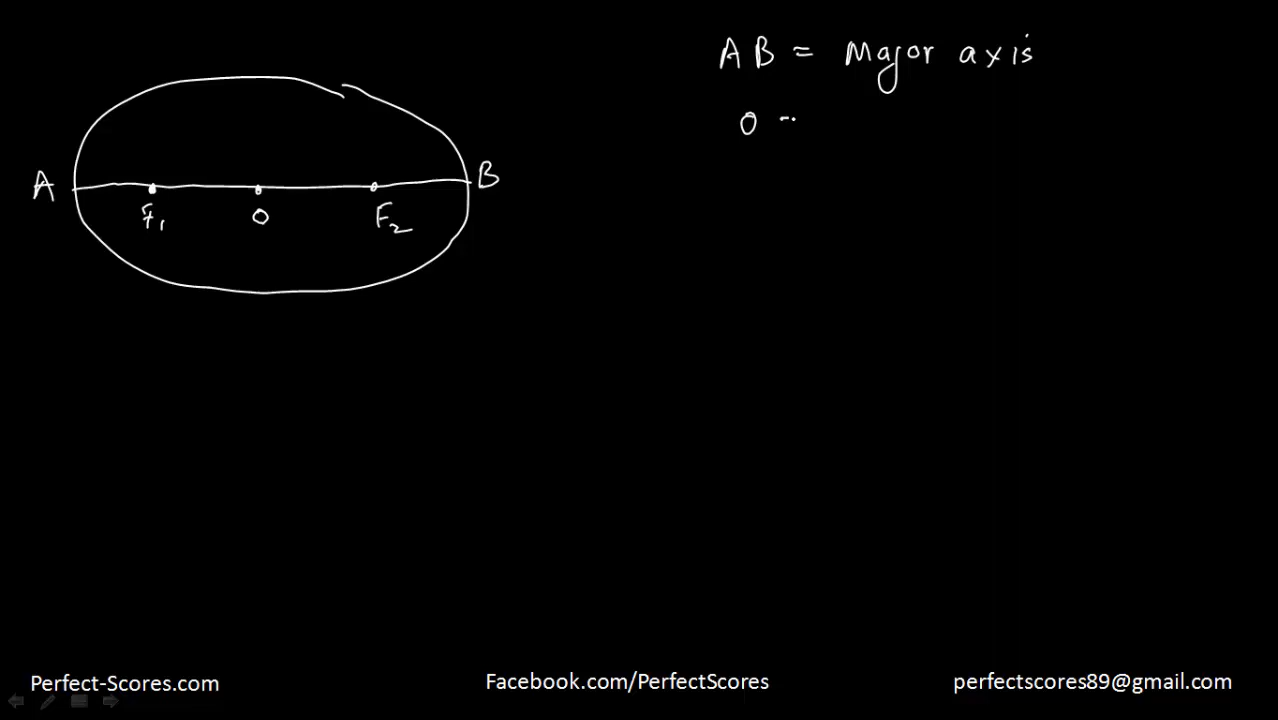 AB = Major axis
O -
A
B
F1
O
F2
Perfect-Scores.com
Facebook.com/PerfectScores
perfectscores89@gmail.com